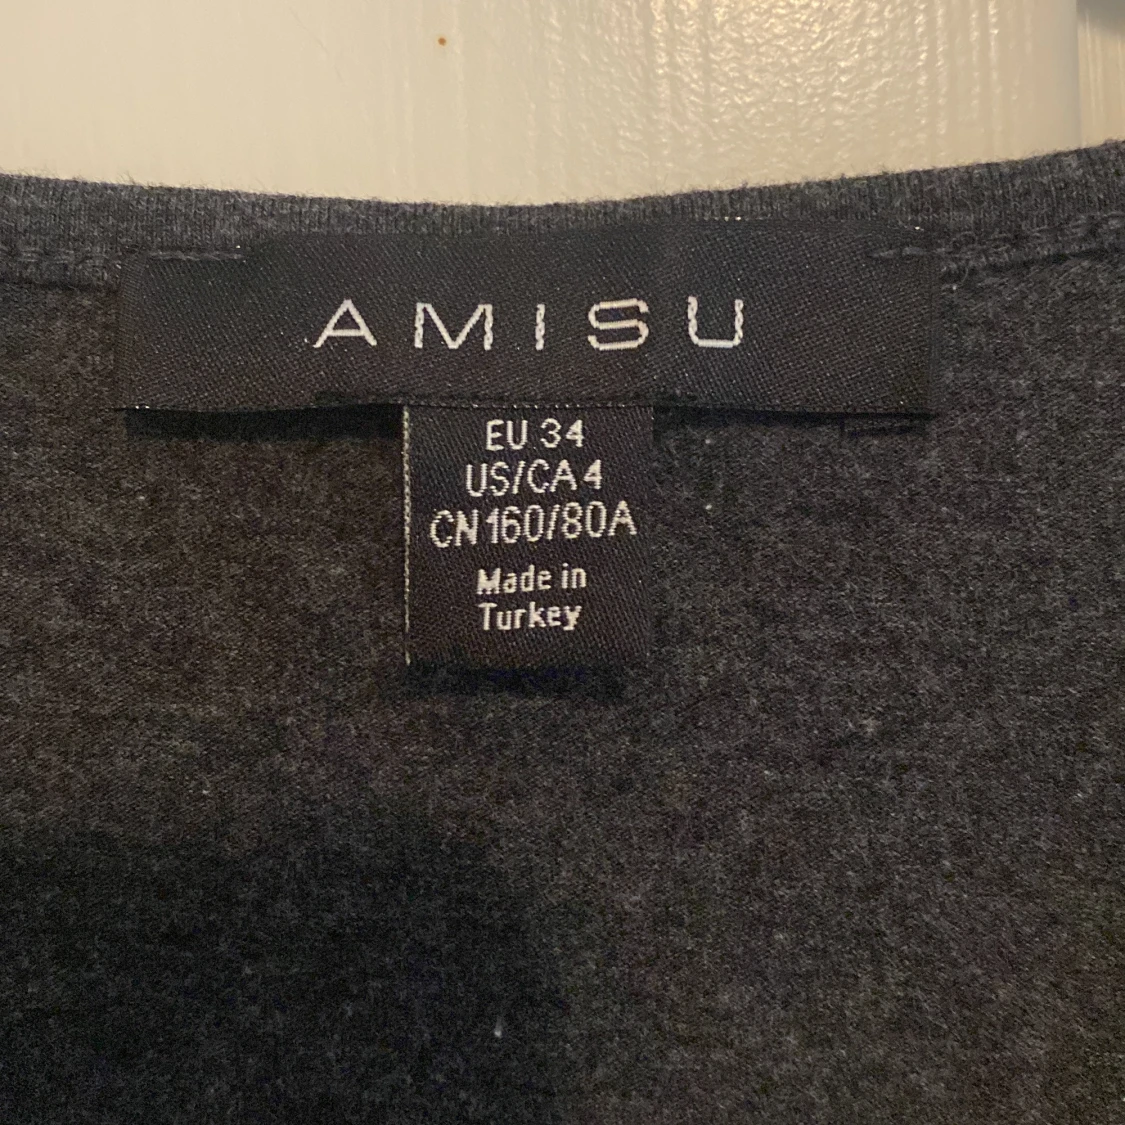 AMISU
EU 34
US/CA 4
CN 160/80A
Made in
Turkey